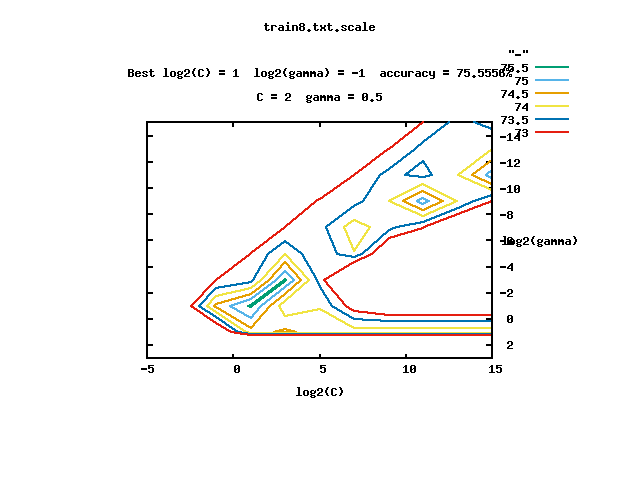 train8.txt.scale
"-"
Best log2(C) = 1 log2(gamma) = -1 accuracy = 75.5556%
75.5
75
74.5
74
73.5
73
C = 2 gamma = 0.5
-14
-12
-10
-8
-6
log2(gamma)
-4
-2
0
2
-5 0 5 10 15
log2(C)